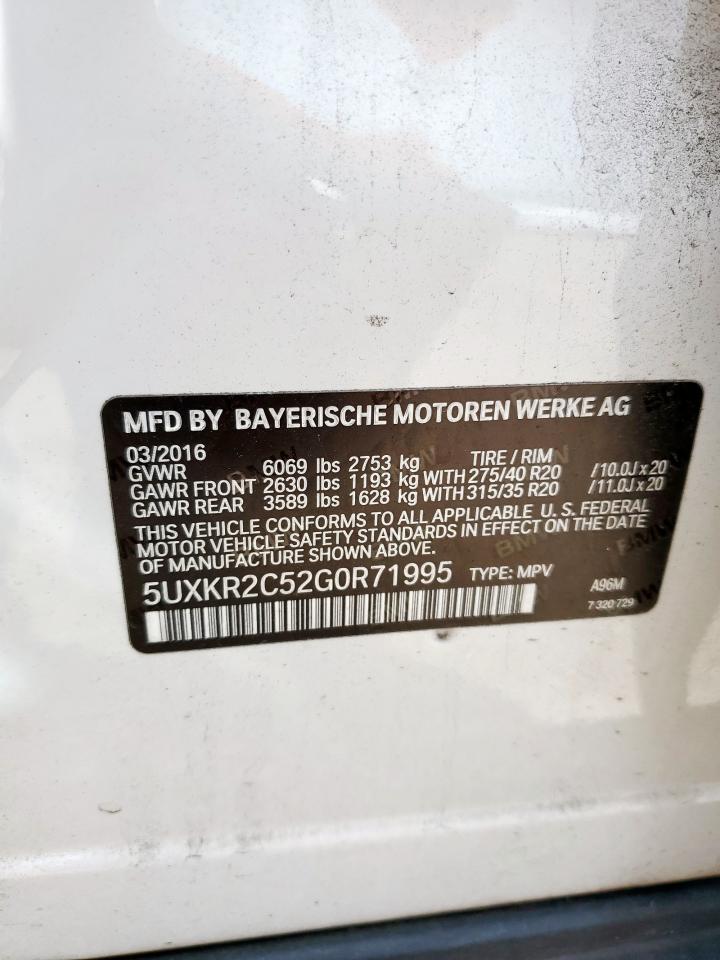 MFD BY BAYERISCHE MOTOREN WERKE AG
03/2016
GVWR 6069 lbs 2753 kg TIRE / RIM
GAWR FRONT 2630 lbs 1193 kg WITH 275/40 R20 /10.0J x 20
GAWR REAR 3589 lbs 1628 kg WITH 315/35 R20 /11.0J x 20
THIS VEHICLE CONFORMS TO ALL APPLICABLE U. S. FEDERAL
MOTOR VEHICLE SAFETY STANDARDS IN EFFECT ON THE DATE
OF MANUFACTURE SHOWN ABOVE.
5UXKR2C52G0R71995 TYPE: MPV A96M
7 320 729